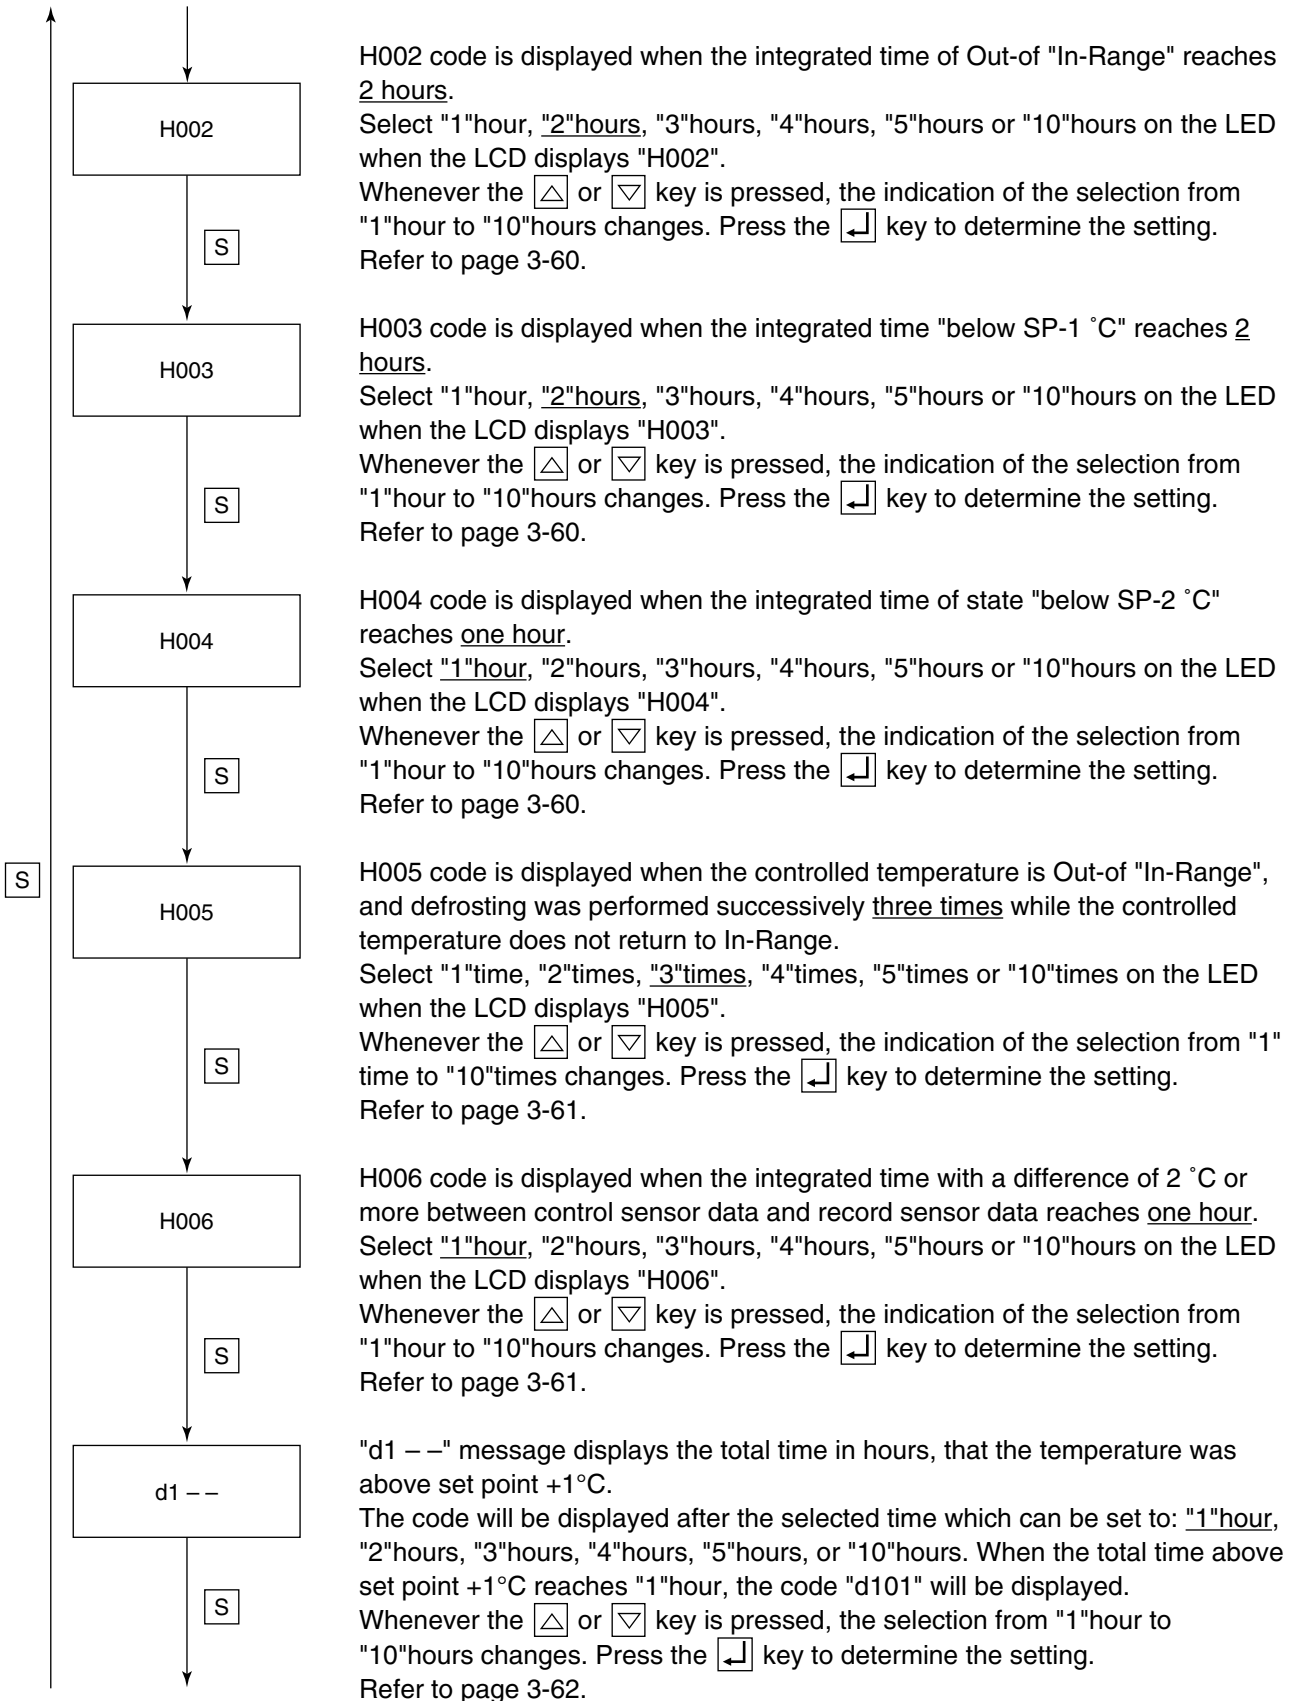 H002 code is displayed when the integrated time of Out-of "In-Range" reaches
2 hours.
H002
Select "1"hour, "2"hours, "3"hours, "4"hours, "5"hours or "10"hours on the LED
when the LCD displays "H002".
Whenever the △ or ▽ key is pressed, the indication of the selection from
"1"hour to "10"hours changes. Press the ↵ key to determine the setting.
S
Refer to page 3-60.
H003 code is displayed when the integrated time "below SP-1 ˚C" reaches 2
hours.
H003
Select "1"hour, "2"hours, "3"hours, "4"hours, "5"hours or "10"hours on the LED
when the LCD displays "H003".
Whenever the △ or ▽ key is pressed, the indication of the selection from
"1"hour to "10"hours changes. Press the ↵ key to determine the setting.
S
Refer to page 3-60.
H004 code is displayed when the integrated time of state "below SP-2 ˚C"
reaches one hour.
H004
Select "1"hour, "2"hours, "3"hours, "4"hours, "5"hours or "10"hours on the LED
when the LCD displays "H004".
Whenever the △ or ▽ key is pressed, the indication of the selection from
"1"hour to "10"hours changes. Press the ↵ key to determine the setting.
S
Refer to page 3-60.
S
H005 code is displayed when the controlled temperature is Out-of "In-Range",
and defrosting was performed successively three times while the controlled
H005
temperature does not return to In-Range.
Select "1"time, "2"times, "3"times, "4"times, "5"times or "10"times on the LED
when the LCD displays "H005".
Whenever the △ or ▽ key is pressed, the indication of the selection from "1"
S
time to "10"times changes. Press the ↵ key to determine the setting.
Refer to page 3-61.
H006 code is displayed when the integrated time with a difference of 2 ˚C or
more between control sensor data and record sensor data reaches one hour.
H006
Select "1"hour, "2"hours, "3"hours, "4"hours, "5"hours or "10"hours on the LED
when the LCD displays "H006".
Whenever the △ or ▽ key is pressed, the indication of the selection from
"1"hour to "10"hours changes. Press the ↵ key to determine the setting.
S
Refer to page 3-61.
"d1 – –" message displays the total time in hours, that the temperature was
above set point +1°C.
d1 – –
The code will be displayed after the selected time which can be set to: "1"hour,
"2"hours, "3"hours, "4"hours, "5"hours, or "10"hours. When the total time above
set point +1°C reaches "1"hour, the code "d101" will be displayed.
S
Whenever the △ or ▽ key is pressed, the selection from "1"hour to
"10"hours changes. Press the ↵ key to determine the setting.
Refer to page 3-62.